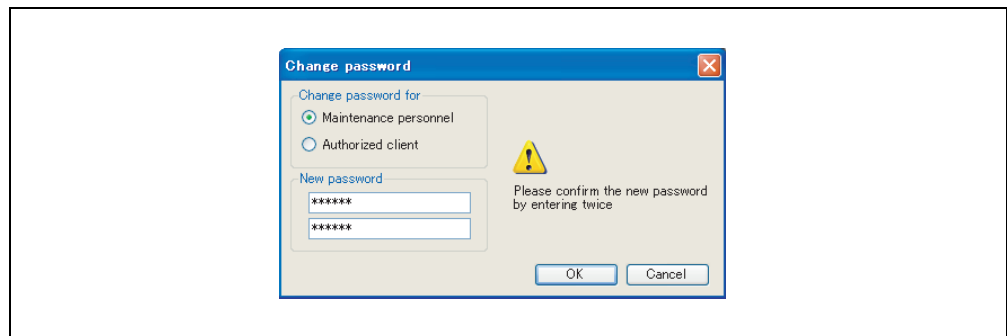 Change password
Change password for
Maintenance personnel
Authorized client
New password
******
******
Please confirm the new password
by entering twice
OK
Cancel